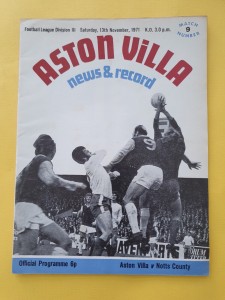 Football League Division III Saturday, 13th November, 1971 K.O. 3 p.m.
MATCH
9
NUMBER
ASTON VILLA
news & record
9
Official Programme 8p
Aston Villa v Notts County